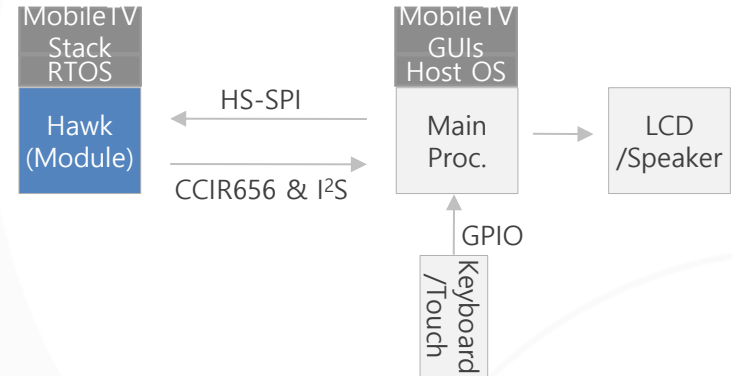 MobileTV
Stack
RTOS
Hawk
(Module)
HS-SPI
CCIR656 & I²S
MobileTV
GUIs
Host OS
Main
Proc.
LCD
/Speaker
GPIO
Keyboard
/Touch